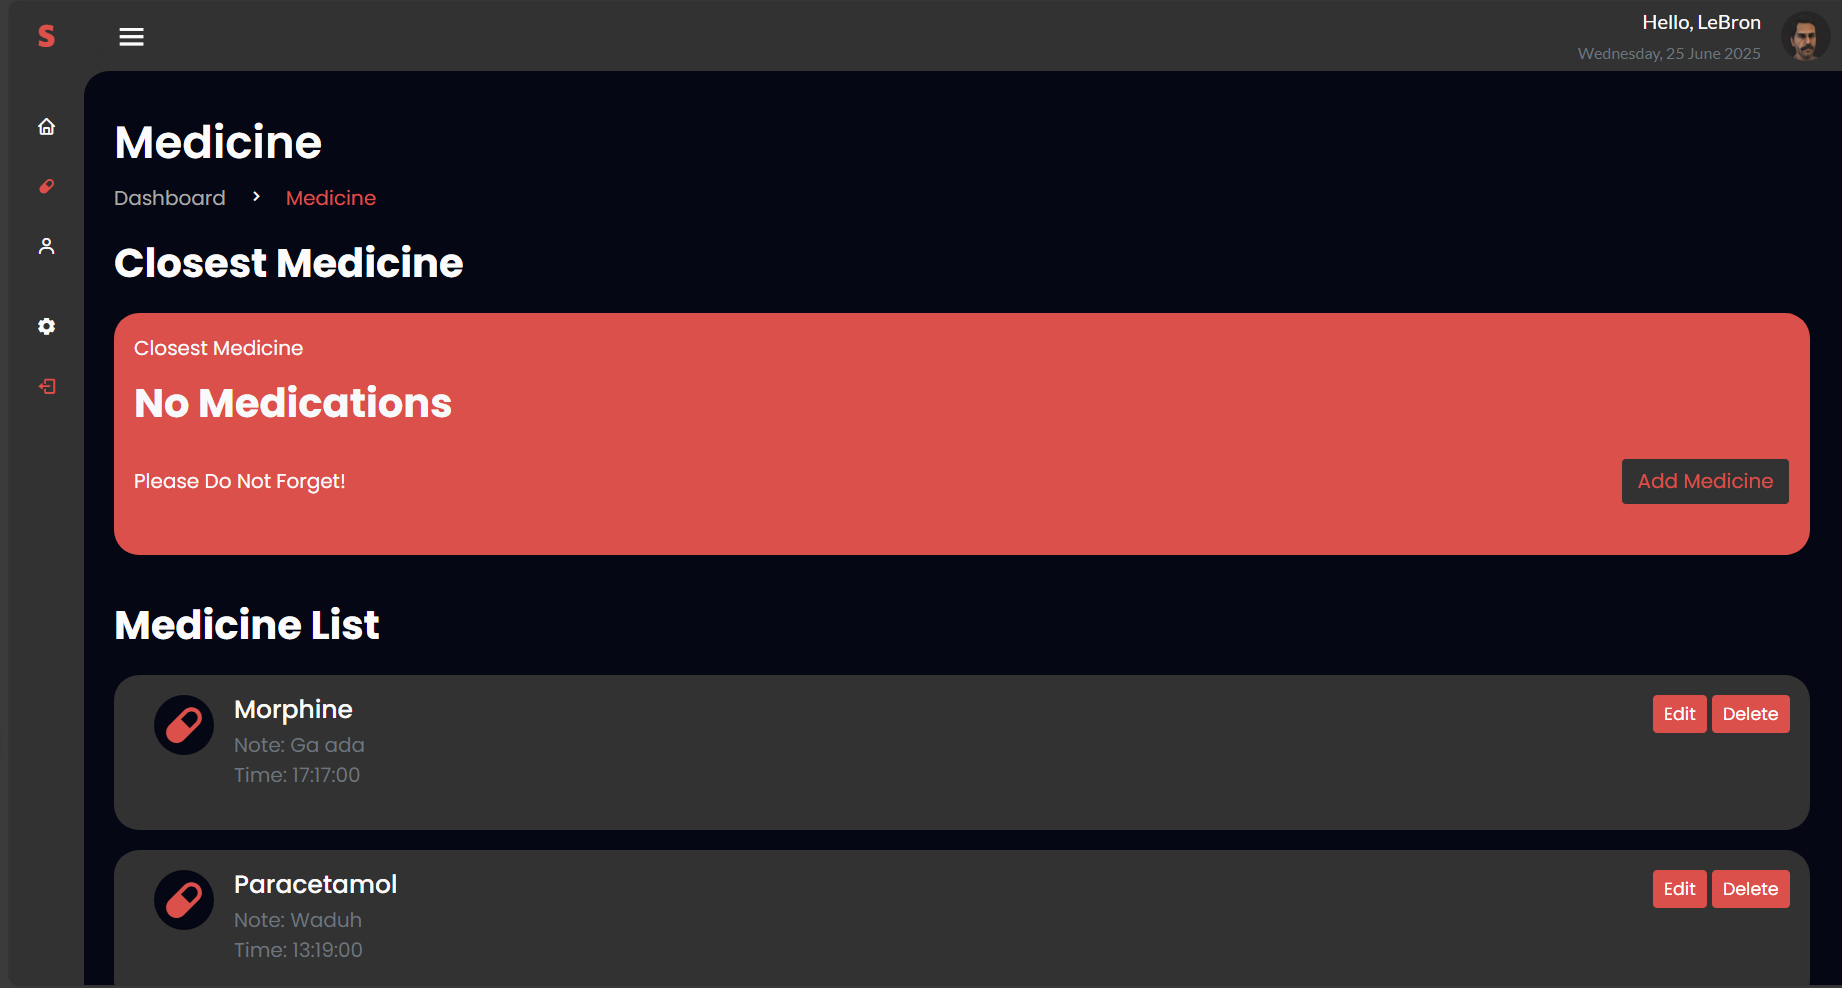 S
Hello, LeBron
Wednesday, 25 June 2025
Medicine
Dashboard > Medicine
Closest Medicine
Closest Medicine
No Medications
Please Do Not Forget!
Add Medicine
Medicine List
Morphine
Note: Ga ada
Time: 17:17:00
Edit Delete
Paracetamol
Note: Waduh
Time: 13:19:00
Edit Delete